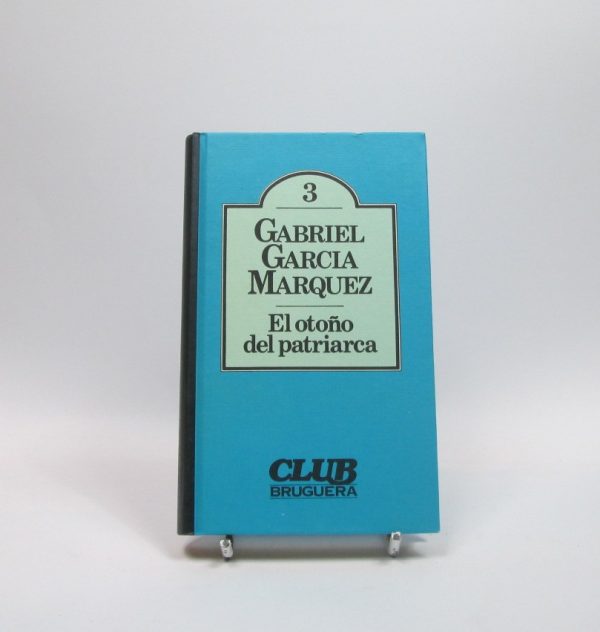 3
GABRIEL
GARCIA
MARQUEZ
El otoño
del patriarca
CLUB
BRUGUERA